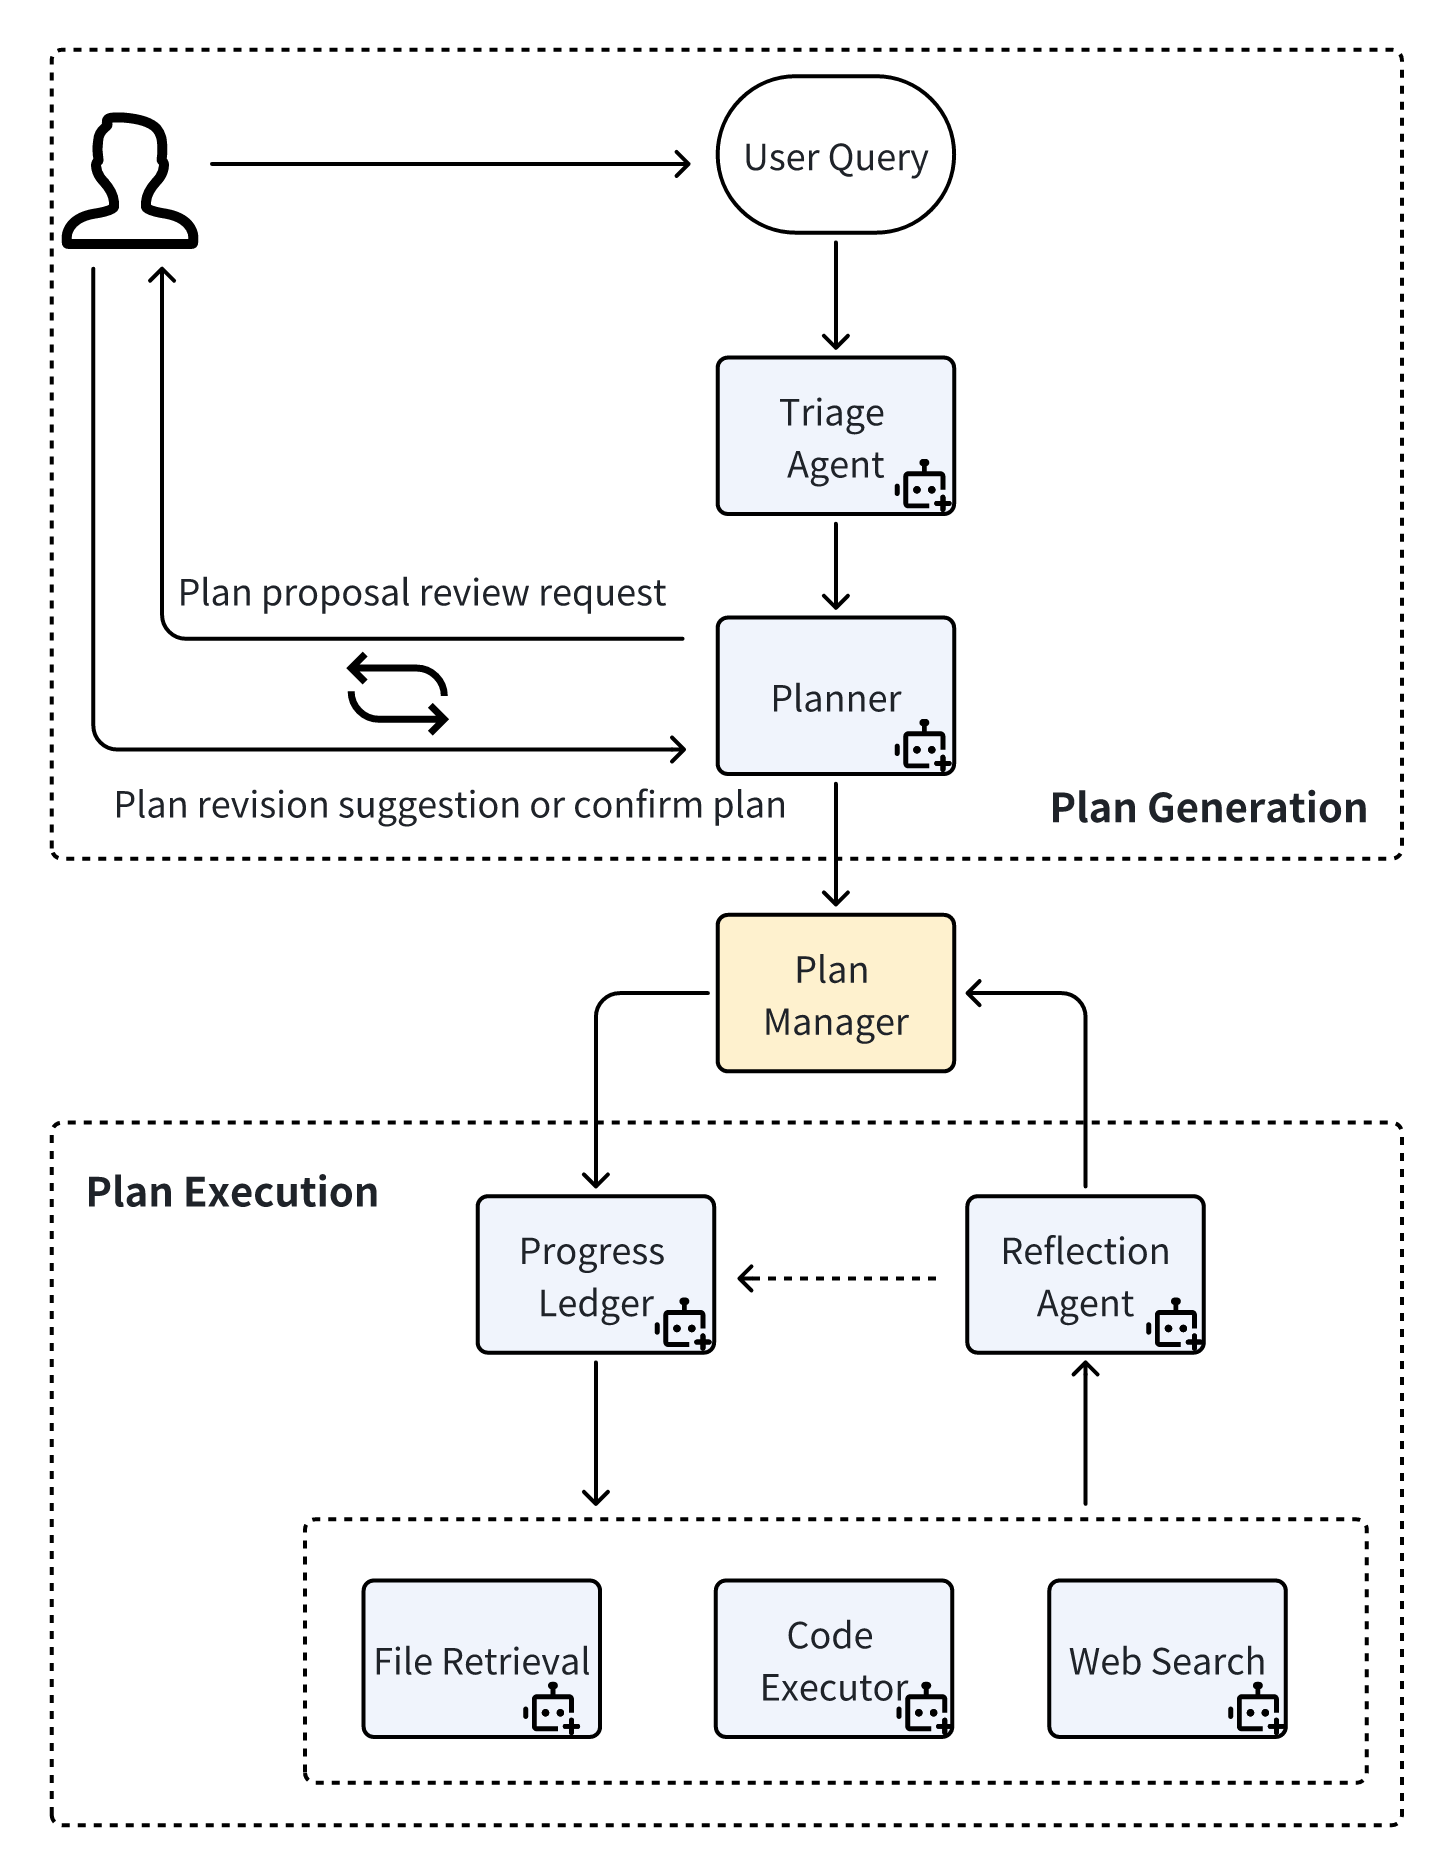 User Query
Triage
Agent
Plan proposal review request
Planner
Plan revision suggestion or confirm plan
Plan Generation
Plan
Manager
Plan Execution
Progress
Ledger
Reflection
Agent
File Retrieval
Code
Executor
Web Search